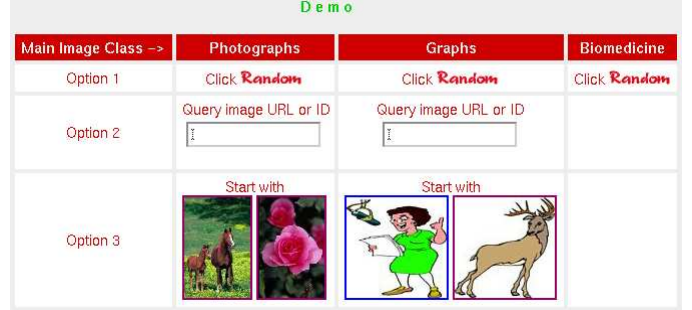 Demo
Main Image Class -> Photographs Graphs Biomedicine
Option 1 Click Random Click Random Click Random
Query image URL or ID Query image URL or ID
Option 2
Start with Start with
Option 3